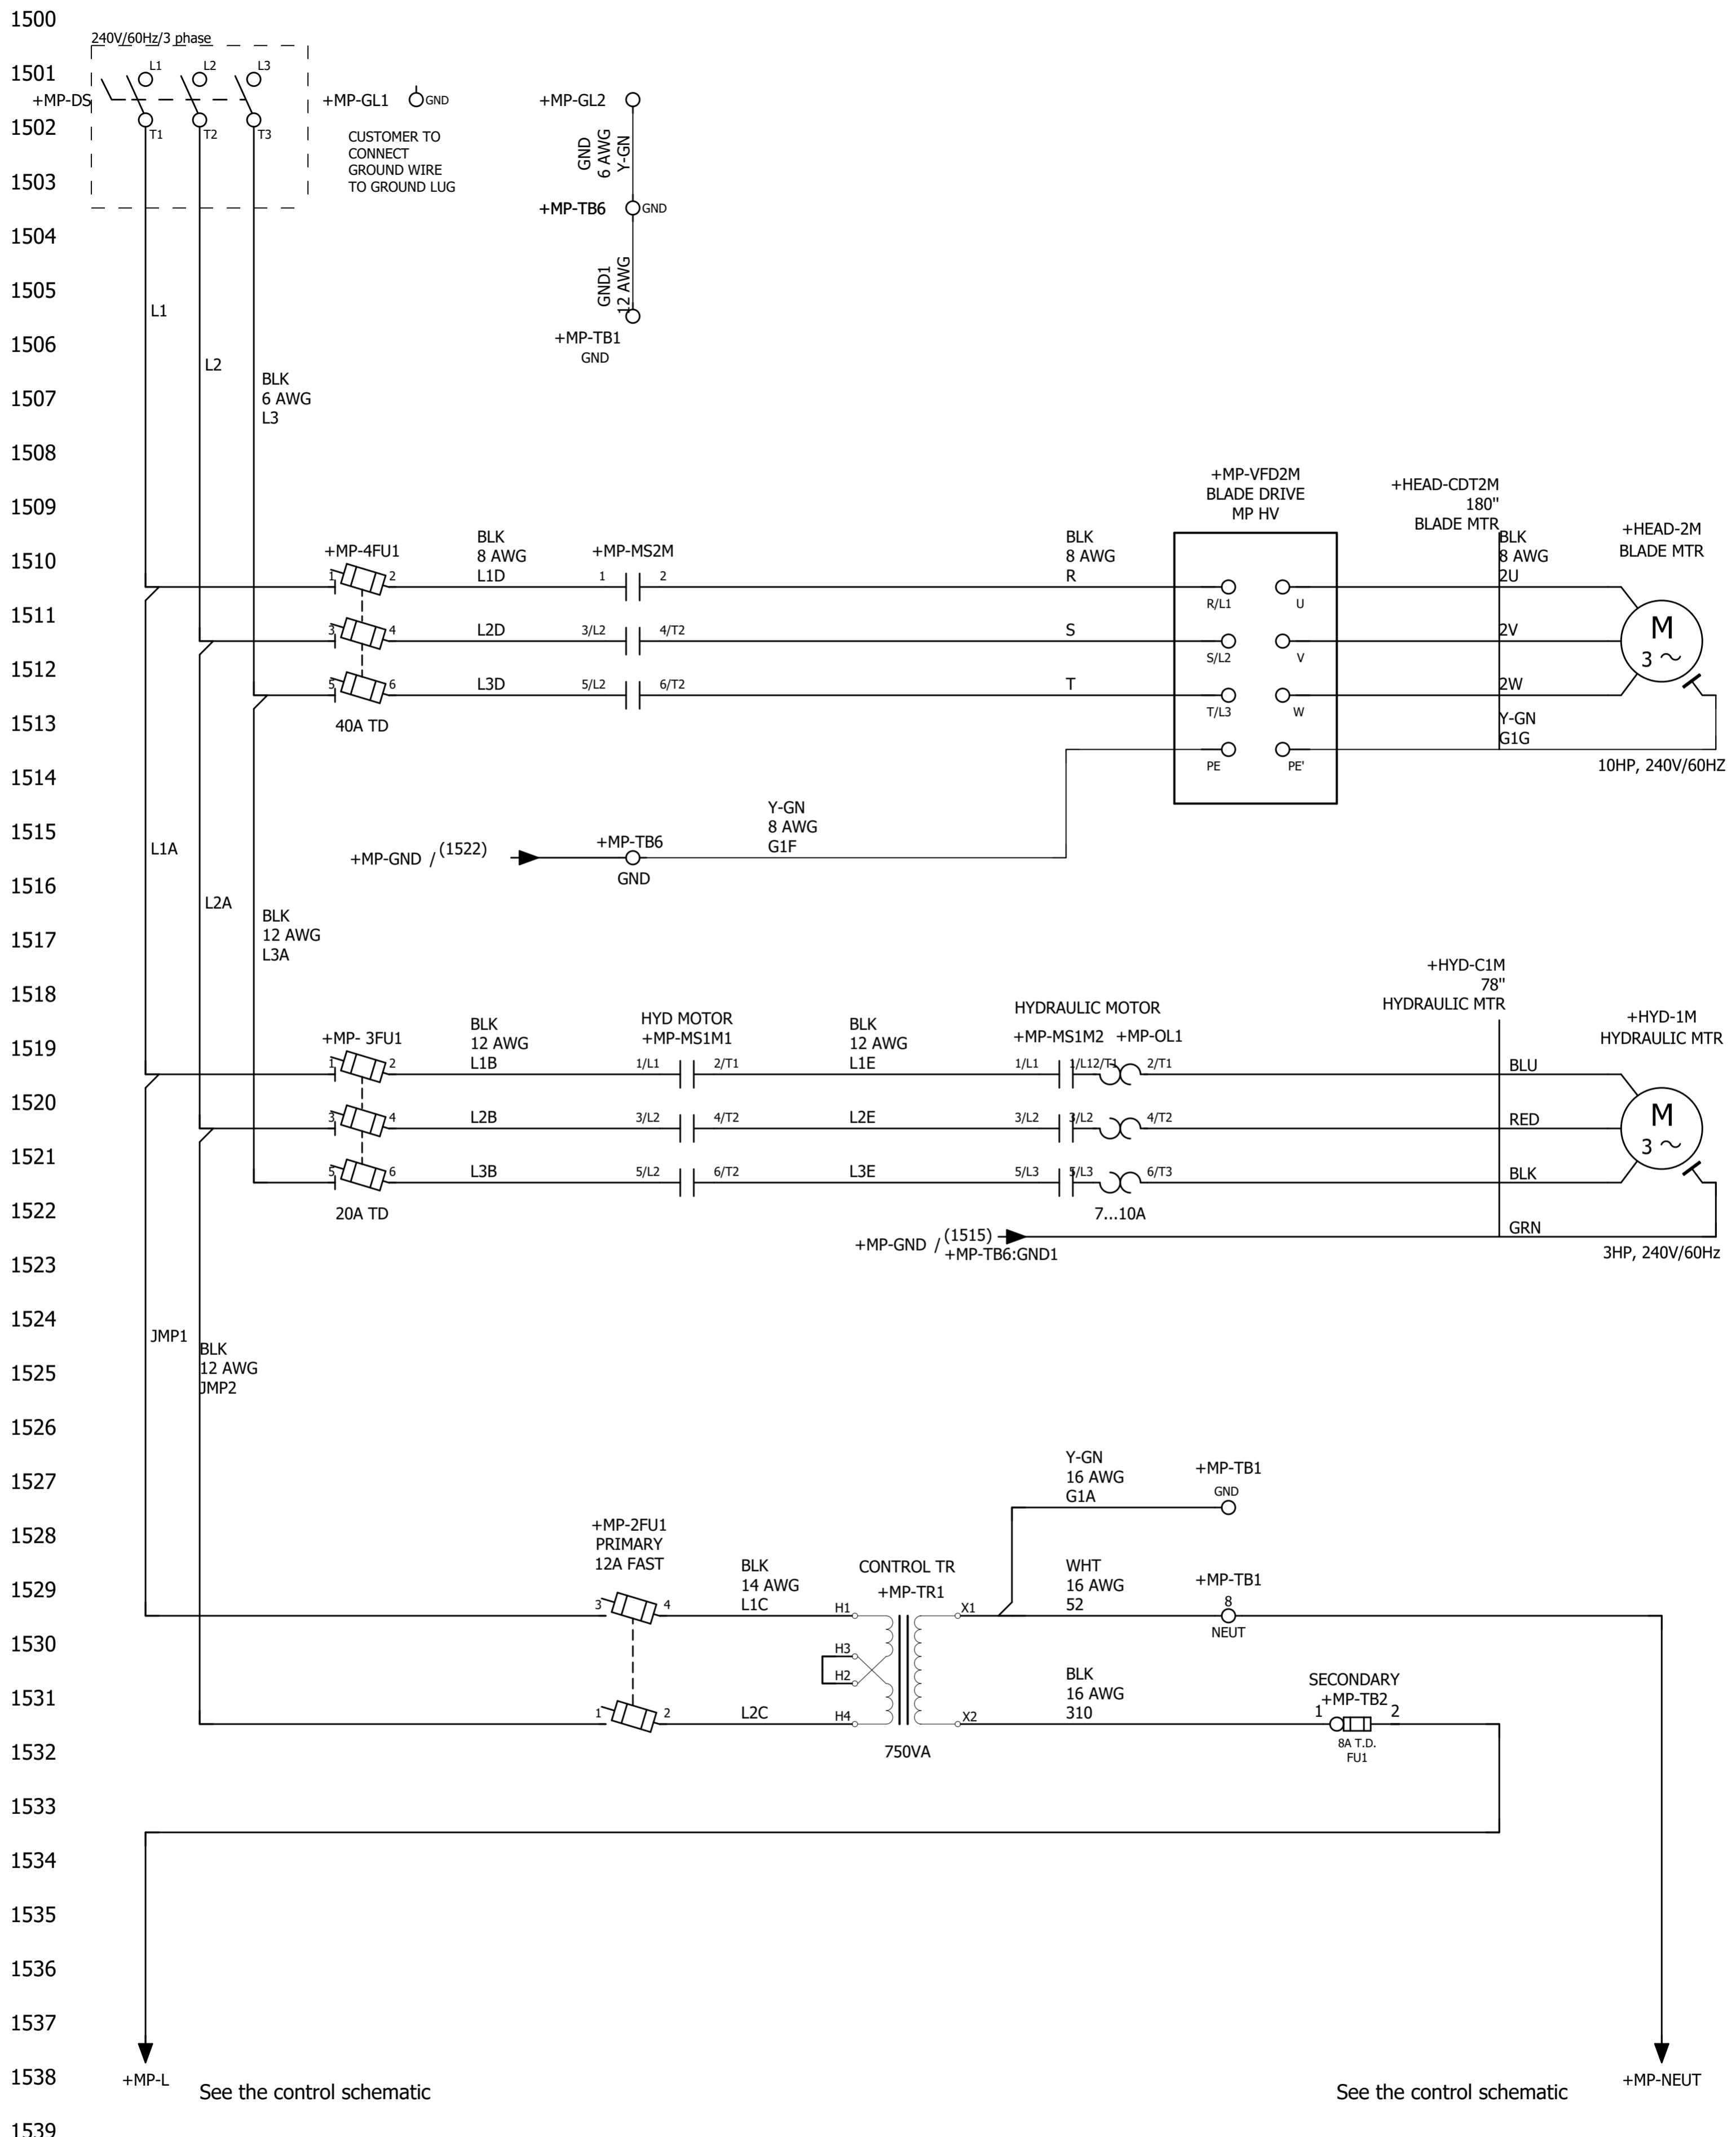 1500
240V/60Hz/3 phase
1501
L1
L2
L3
+MP-DS
+MP-GL1
GND
+MP-GL2
1502
T1
T2
T3
CUSTOMER TO
CONNECT
GROUND WIRE
TO GROUND LUG
GND
6 AWG
Y-GN
1503
+MP-TB6
GND
1504
1505
GND1
12 AWG
L1
1506
+MP-TB1
GND
L2
1507
BLK
6 AWG
L3
1508
1509
+MP-VFD2M
BLADE DRIVE
MP HV
+HEAD-CDT2M
180"
BLADE MTR
+HEAD-2M
BLADE MTR
1510
+MP-4FU1
BLK
8 AWG
L1D
+MP-MS2M
BLK
8 AWG
R
BLK
8 AWG
2U
1
2
1
2
R/L1
U
1511
3
4
L2D
3/L2
4/T2
S
S/L2
V
2V
M
3
1512
5
6
L3D
5/L2
6/T2
T
T/L3
W
2W
1513
40A TD
Y-GN
G1G
1514
PE
PE'
10HP, 240V/60HZ
1515
Y-GN
8 AWG
G1F
+MP-GND / (1522)
+MP-TB6
GND
L1A
1516
L2A
1517
BLK
12 AWG
L3A
1518
+HYD-C1M
78"
HYDRAULIC MTR
1519
+MP- 3FU1
BLK
12 AWG
L1B
HYD MOTOR
+MP-MS1M1
BLK
12 AWG
L1E
HYDRAULIC MOTOR
+MP-MS1M2
+MP-OL1
+HYD-1M
HYDRAULIC MTR
1
2
1/L1
2/T1
1/L1
1/L12/T1
2/T1
BLU
1520
3
4
L2B
3/L2
4/T2
L2E
3/L2
3/L2
4/T2
RED
M
3
1521
5
6
L3B
5/L2
6/T2
L3E
5/L3
5/L3
6/T3
BLK
1522
20A TD
7...10A
+MP-GND / (1515)
+MP-TB6:GND1
GRN
1523
3HP, 240V/60Hz
1524
JMP1
1525
BLK
12 AWG
JMP2
1526
1527
Y-GN
16 AWG
G1A
+MP-TB1
GND
1528
+MP-2FU1
PRIMARY
12A FAST
1529
BLK
14 AWG
L1C
CONTROL TR
+MP-TR1
WHT
16 AWG
52
+MP-TB1
8
NEUT
3
4
H1
X1
1530
H3
H2
1531
BLK
16 AWG
310
SECONDARY
+MP-TB2
1
2
1
2
L2C
H4
X2
8A T.D.
FU1
1532
750VA
1533
1534
1535
1536
1537
1538
+MP-L
See the control schematic
See the control schematic
+MP-NEUT
1539